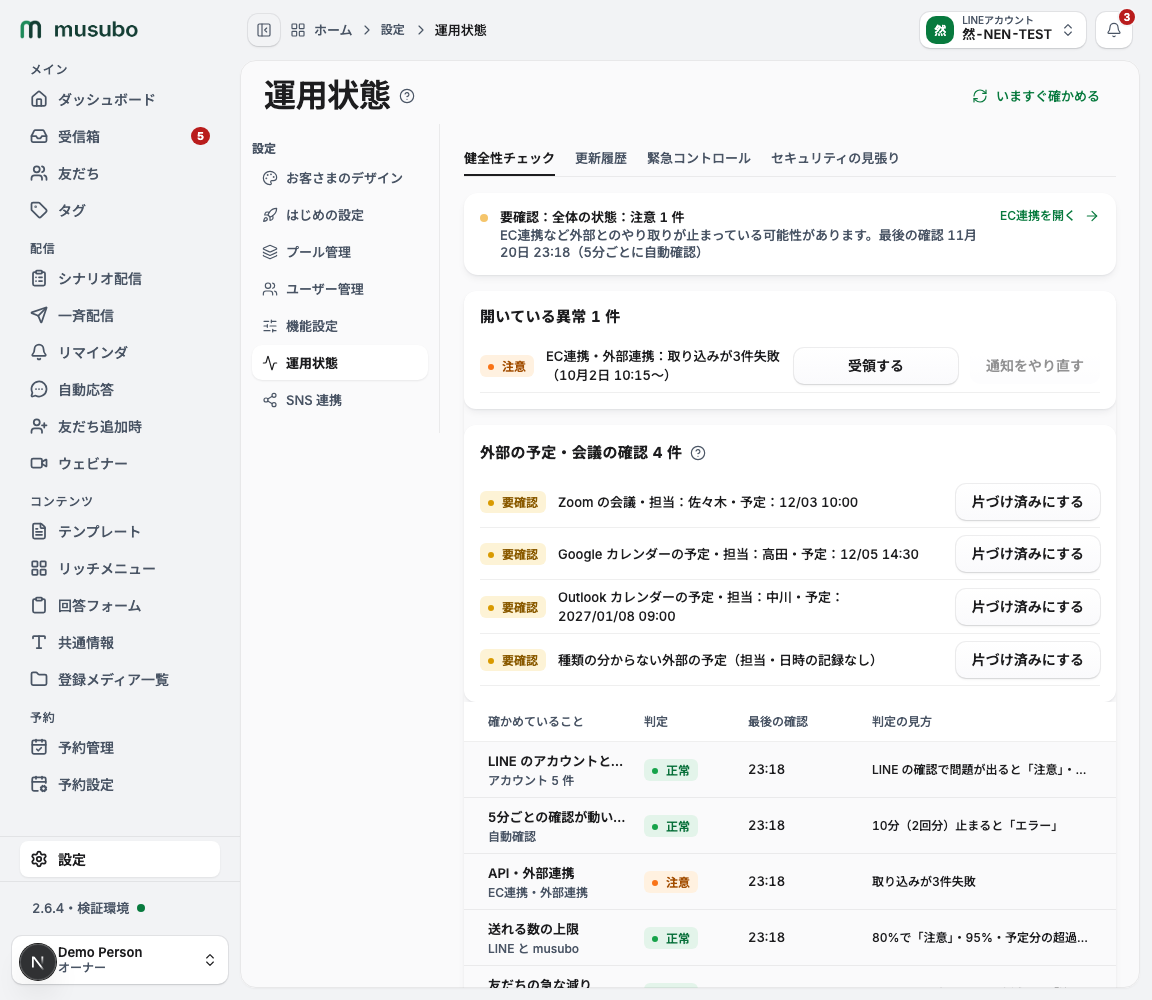 musubo
メイン
ダッシュボード
受信箱
5
友だち
タグ
配信
シナリオ配信
一斉配信
リマインダ
自動応答
友だち追加時
ウェビナー
コンテンツ
テンプレート
リッチメニュー
回答フォーム
共通情報
登録メディア一覧
予約
予約管理
予約設定
設定
2.6.4・検証環境
N
Demo Person
オーナー
ホーム
設定
運用状態
然
LINEアカウント
然-NEN-TEST
3
運用状態
いますぐ確かめる
設定
お客さまのデザイン
はじめの設定
プール管理
ユーザー管理
機能設定
運用状態
SNS 連携
健全性チェック
更新履歴
緊急コントロール
セキュリティの見張り
要確認：全体の状態：注意 1 件
EC連携など外部とのやり取りが止まっている可能性があります。最後の確認 11月
20日 23:18（5分ごとに自動確認）
EC連携を開く
開いている異常 1 件
注意
EC連携・外部連携：取り込みが3件失敗
（10月2日 10:15〜）
受領する
通知をやり直す
外部の予定・会議の確認 4 件
要確認
Zoom の会議・担当：佐々木・予定：12/03 10:00
片づけ済みにする
要確認
Google カレンダーの予定・担当：高田・予定：12/05 14:30
片づけ済みにする
要確認
Outlook カレンダーの予定・担当：中川・予定：
2027/01/08 09:00
片づけ済みにする
要確認
種類の分からない外部の予定（担当・日時の記録なし）
片づけ済みにする
確かめていること
判定
最後の確認
判定の見方
LINE のアカウントと…
アカウント 5 件
正常
23:18
LINE の確認で問題が出ると「注意」・…
5分ごとの確認が動い…
自動確認
正常
23:18
10分（2回分）止まると「エラー」
API・外部連携
EC連携・外部連携
注意
23:18
取り込みが3件失敗
送れる数の上限
LINE と musubo
正常
23:18
80%で「注意」・95%・予定分の超過…
友だちの急な減り